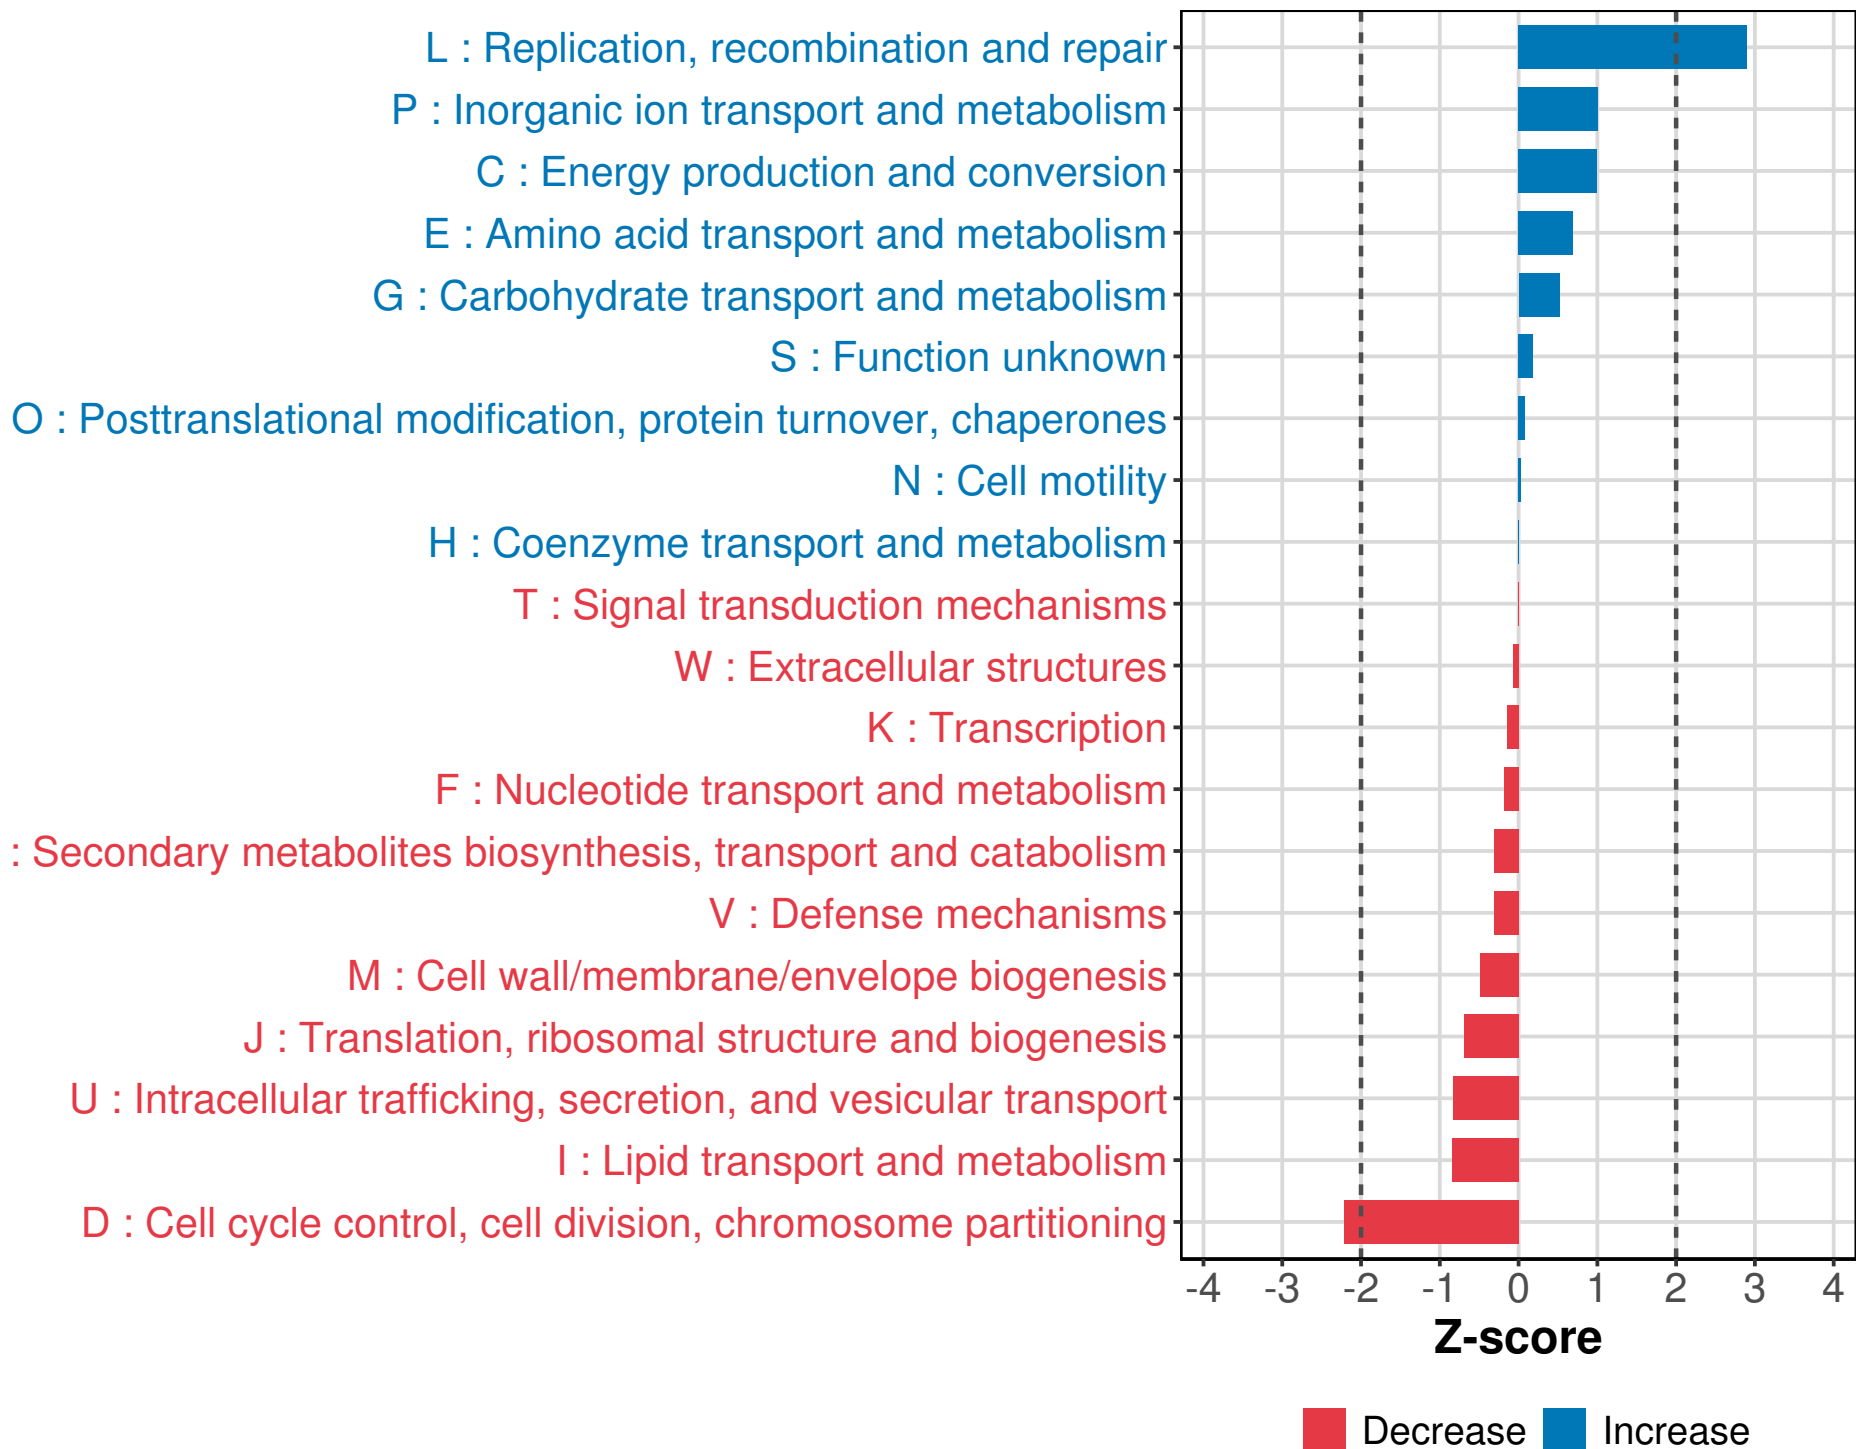 L : Replication, recombination and repair
P : Inorganic ion transport and metabolism
C : Energy production and conversion
E : Amino acid transport and metabolism
G : Carbohydrate transport and metabolism
S : Function unknown
O : Posttranslational modification, protein turnover, chaperones
N : Cell motility
H : Coenzyme transport and metabolism
T : Signal transduction mechanisms
W : Extracellular structures
K : Transcription
F : Nucleotide transport and metabolism
: Secondary metabolites biosynthesis, transport and catabolism
V : Defense mechanisms
M : Cell wall/membrane/envelope biogenesis
J : Translation, ribosomal structure and biogenesis
U : Intracellular trafficking, secretion, and vesicular transport
I : Lipid transport and metabolism
D : Cell cycle control, cell division, chromosome partitioning
-4 -3 -2 -1 0 1 2 3 4
Z-score
Decrease Increase